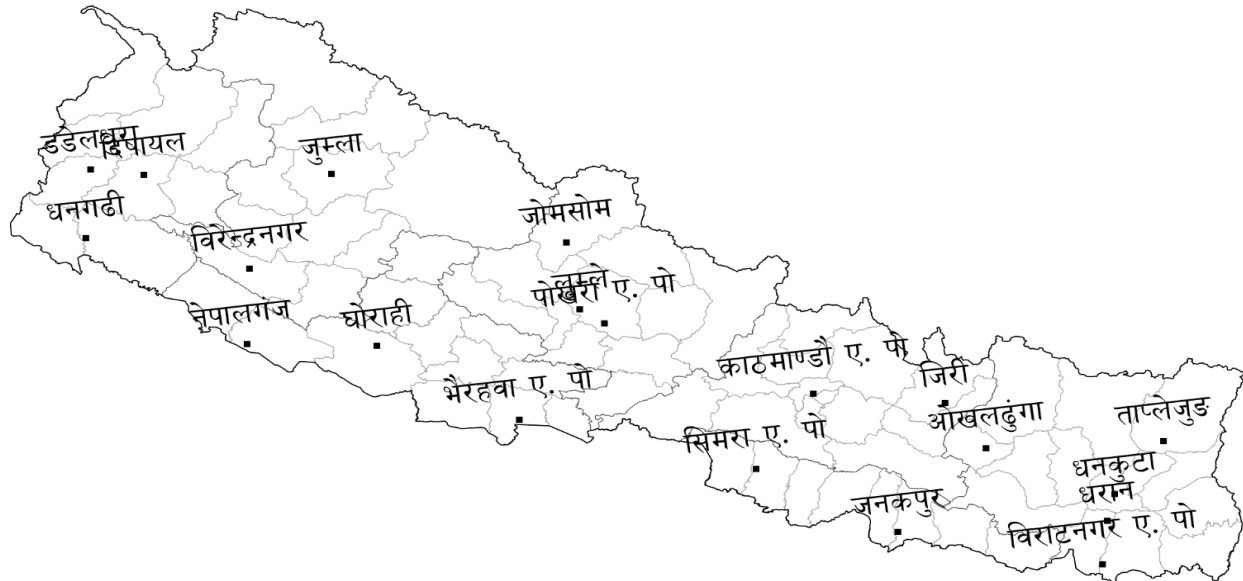 डडेलधुरा
दिपायल
जुम्ला
धनगढी
जोमसोम
विरेन्द्रनगर
लुम्ले
पोखरा ए. पो
नेपालगंज
घोराही
काठमाण्डौ ए. पो
जिरी
भैरहवा ए. पो
ओखलढुंगा
ताप्लेजुङ
सिमरा ए. पो
धनकुटा
धरान
जनकपुर
विराटनगर ए. पो